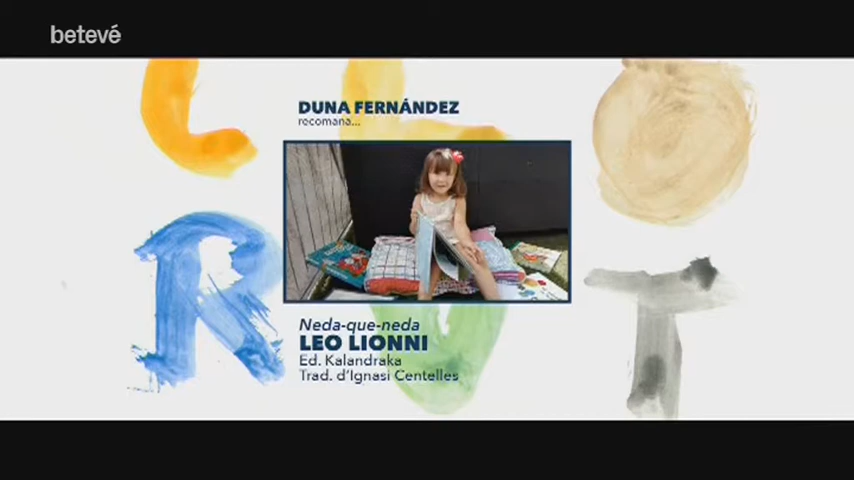 betevé
DUNA FERNÁNDEZ
recomana...
Neda-que-neda
LEO LIONNI
Ed. Kalandraka
Trad. d'Ignasi Centelles